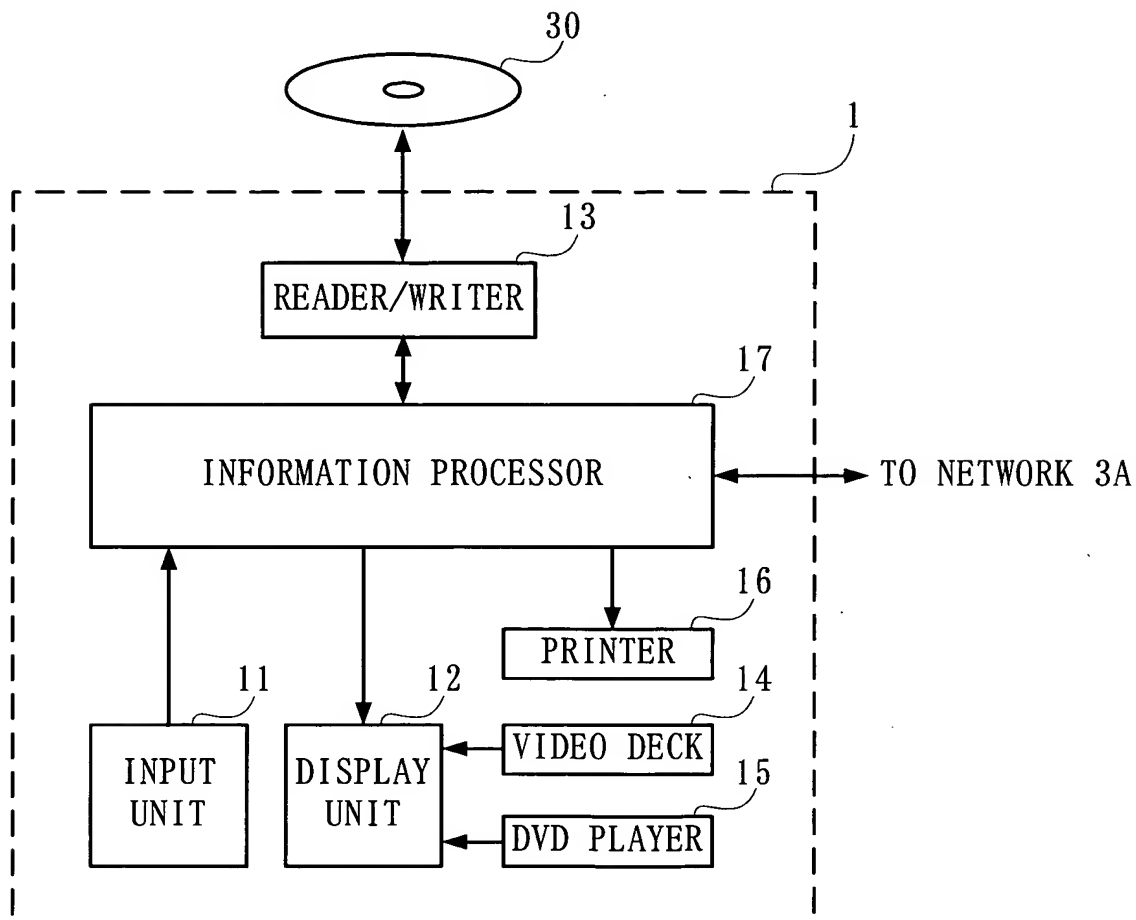 30
1
13
READER/WRITER
17
INFORMATION PROCESSOR
TO NETWORK 3A
16
PRINTER
11
12
14
INPUT
UNIT
DISPLAY
UNIT
VIDEO DECK
15
DVD PLAYER